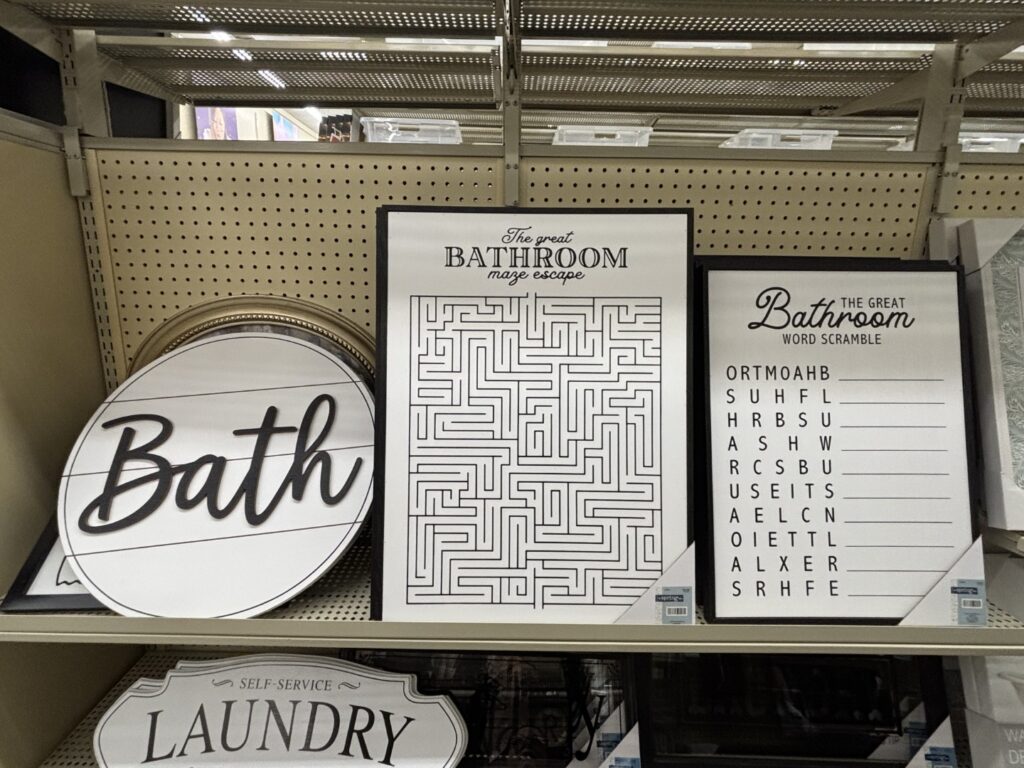 Bath
The great
BATHROOM
maze escape
THE GREAT
Bathroom
WORD SCRAMBLE
ORTMOAHB
SUHFL
HRBSU
ASHW
RCSBU
USEITS
AELCN
OIETTL
ALXER
SRHFE
SELF-SERVICE
LAUNDRY